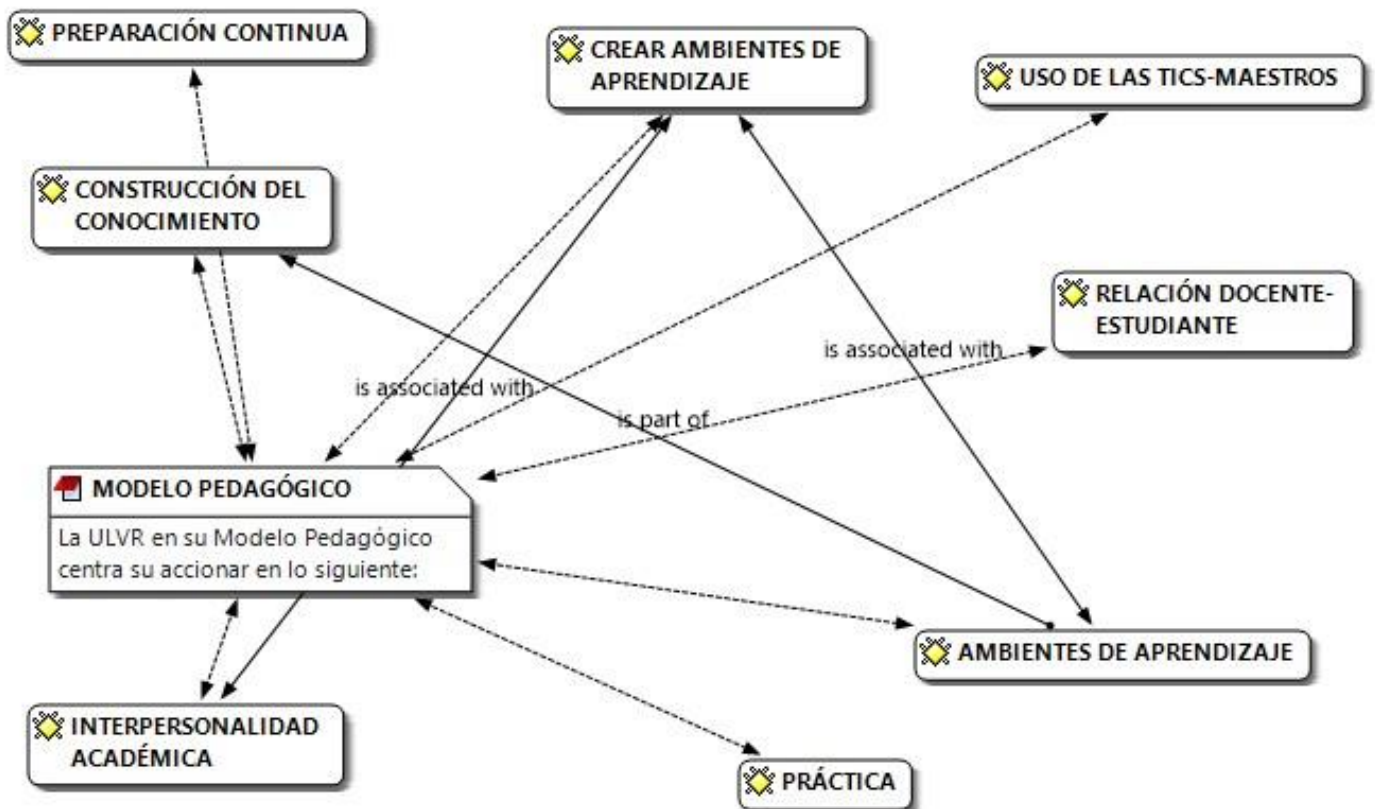 PREPARACIÓN CONTINUA
CREAR AMBIENTES DE
APRENDIZAJE
USO DE LAS TICS-MAESTROS
CONSTRUCCIÓN DEL
CONOCIMIENTO
RELACIÓN DOCENTE-
ESTUDIANTE
is associated with
is associated with
is part of
MODELO PEDAGÓGICO
La ULVR en su Modelo Pedagógico
centra su accionar en lo siguiente:
AMBIENTES DE APRENDIZAJE
INTERPERSONALIDAD
ACADÉMICA
PRÁCTICA